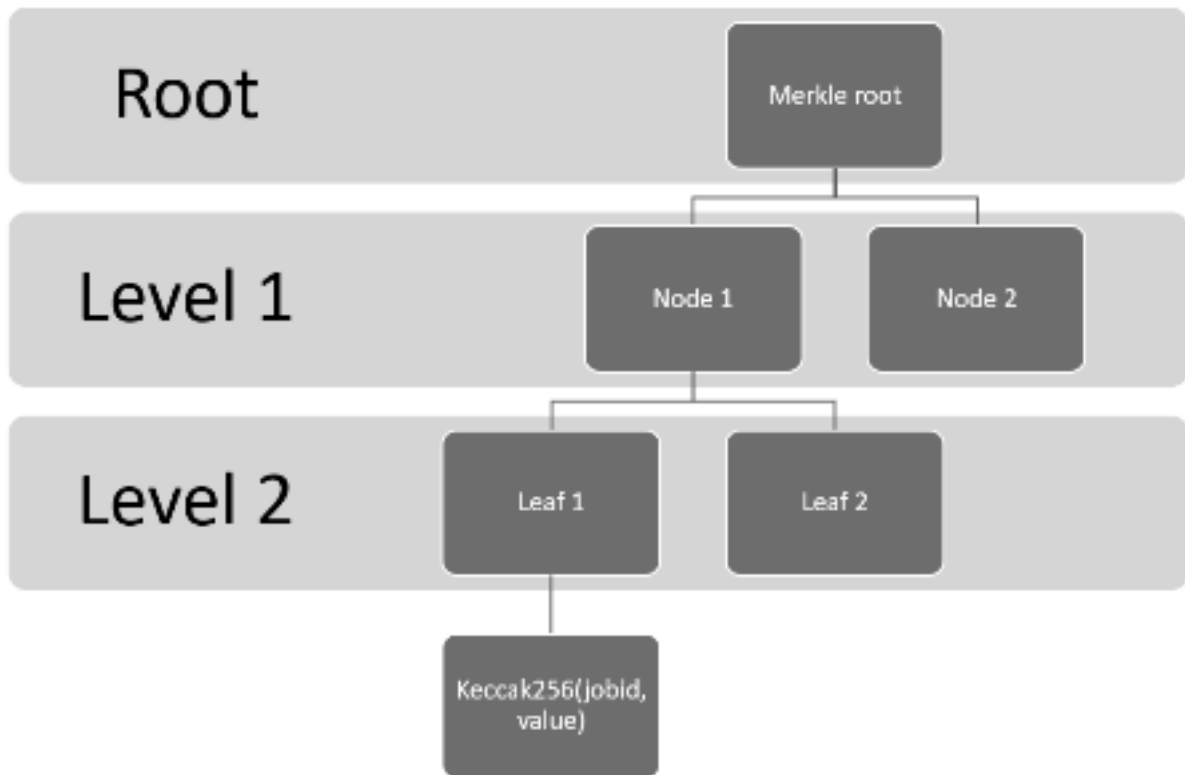 Root
Merkle root
Level 1
Node 1
Node 2
Level 2
Leaf 1
Leaf 2
Keccak256(jobid,
value)